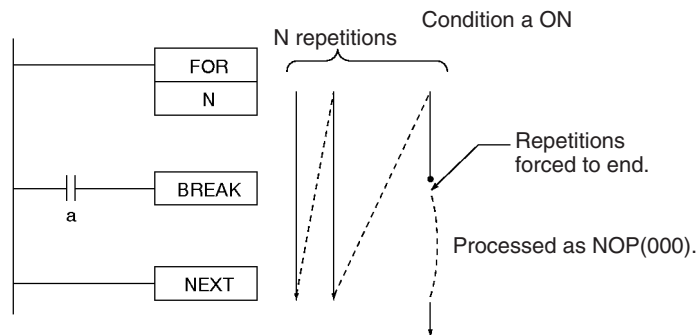 Condition a ON
N repetitions
FOR
N
Repetitions
forced to end.
BREAK
a
Processed as NOP(000).
NEXT